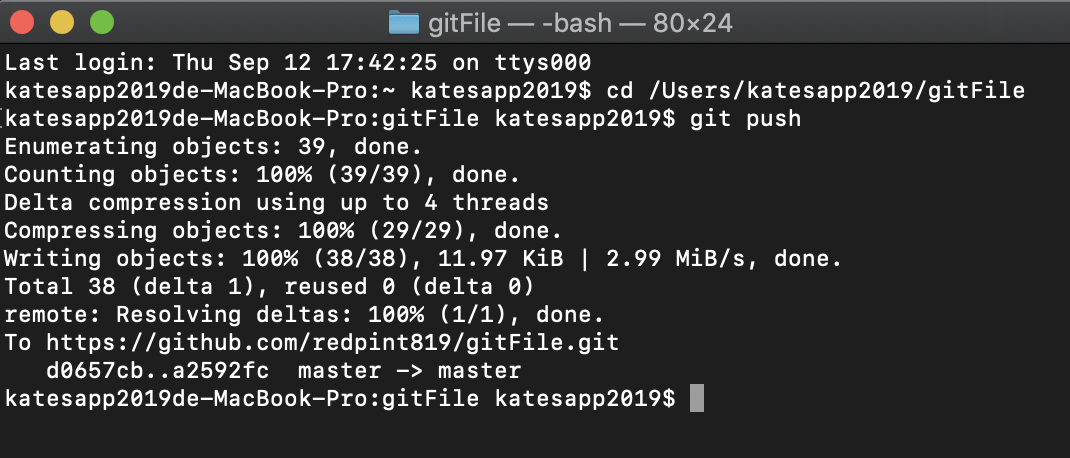 gitFile — -bash — 80×24
Last login: Thu Sep 12 17:42:25 on ttys000
katesapp2019de-MacBook-Pro:~ katesapp2019$ cd /Users/katesapp2019/gitFile
katesapp2019de-MacBook-Pro:gitFile katesapp2019$ git push
Enumerating objects: 39, done.
Counting objects: 100% (39/39), done.
Delta compression using up to 4 threads
Compressing objects: 100% (29/29), done.
Writing objects: 100% (38/38), 11.97 KiB | 2.99 MiB/s, done.
Total 38 (delta 1), reused 0 (delta 0)
remote: Resolving deltas: 100% (1/1), done.
To https://github.com/redpint819/gitFile.git
   d0657cb..a2592fc  master -> master
katesapp2019de-MacBook-Pro:gitFile katesapp2019$